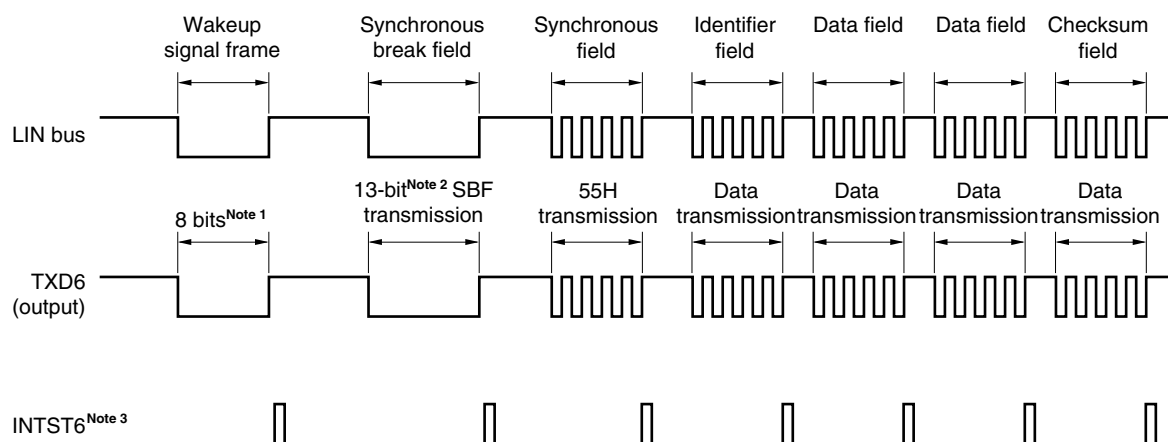 Wakeup signal frame
Synchronous break field
Synchronous field
Identifier field
Data field
Data field
Checksum field
LIN bus
8 bitsNote 1
13-bitNote 2 SBF transmission
55H transmission
Data transmission
Data transmission
Data transmission
Data transmission
TXD6 (output)
INTST6Note 3